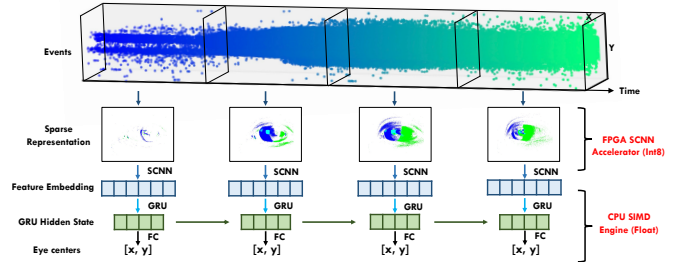 X
Events
Y
Time
Sparse
Representation
FPGA SCNN
Accelerator (Int8)
SCNN SCNN SCNN SCNN
Feature Embedding
GRU GRU GRU GRU
GRU Hidden State
CPU SIMD
Engine (Float)
FC FC FC FC
Eye centers [x, y] [x, y] [x, y] [x, y]